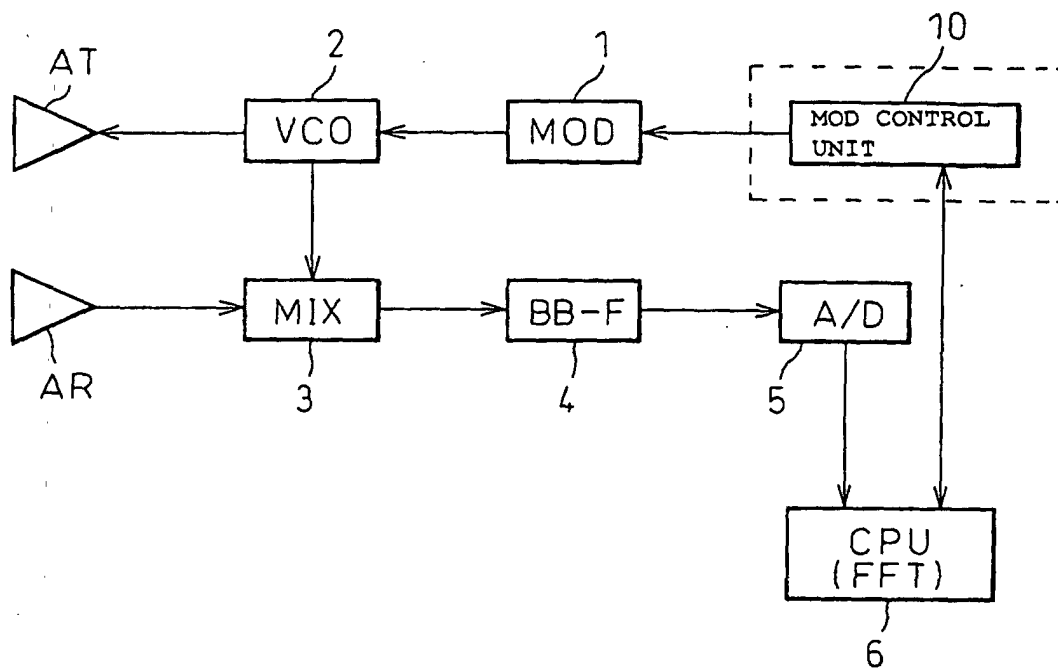 10
2
1
AT
VCO
MOD
MOD CONTROL
UNIT
MIX
BB-F
A/D
AR
3
4
5
CPU
(FFT)
6